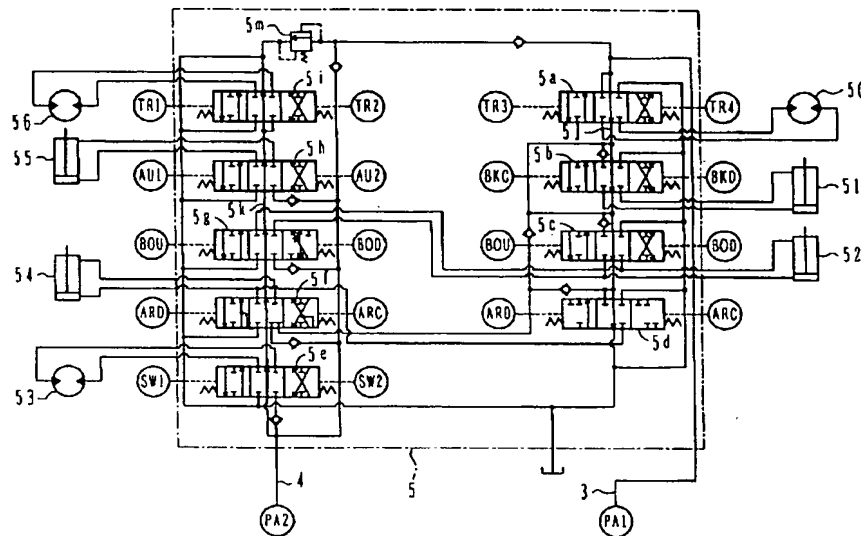 5m
5i
5a
56
TR1
TR2
TR3
TR4
56
5j
55
5h
5b
AU1
AU2
BKC
BKD
51
5k
5g
5c
BOU
BOD
BOU
BOD
52
54
5f
ARD
ARC
ARD
ARC
5d
5e
53
SW1
SW2
4
5
3
PA2
PA1